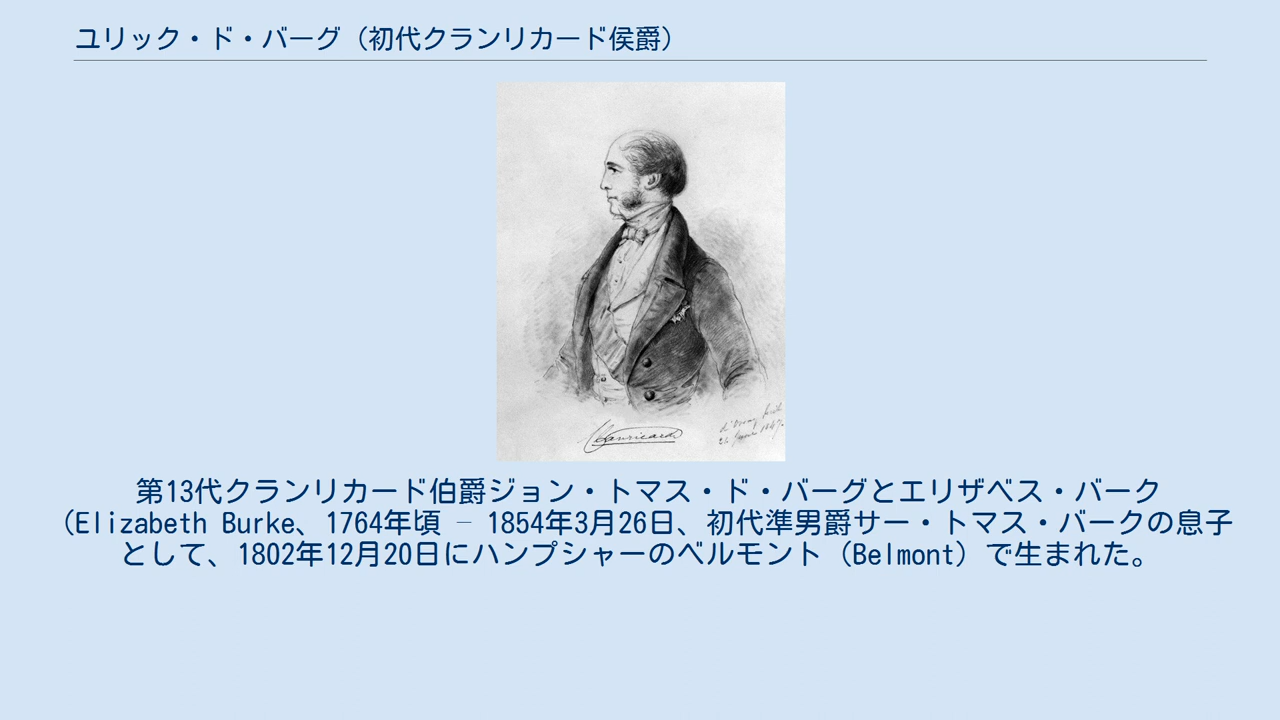 ユリック・ド・バーグ（初代クランリカード侯爵）
Clanricarde
第13代クランリカード伯爵ジョン・トマス・ド・バーグとエリザベス・バーク
（Elizabeth Burke、1764年頃 – 1854年3月26日、初代準男爵サー・トマス・バークの息子
として、1802年12月20日にハンプシャーのベルモント（Belmont）で生まれた。